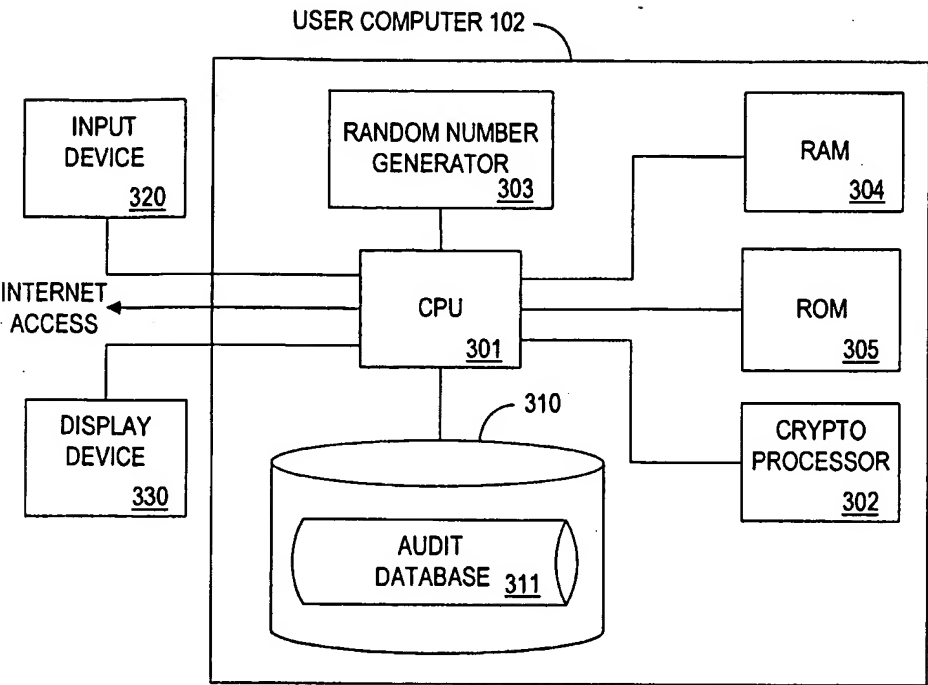 USER COMPUTER 102
INPUT
DEVICE
320
RANDOM NUMBER
GENERATOR
303
RAM
304
INTERNET
ACCESS
CPU
301
ROM
305
DISPLAY
DEVICE
330
310
CRYPTO
PROCESSOR
302
AUDIT
DATABASE
311